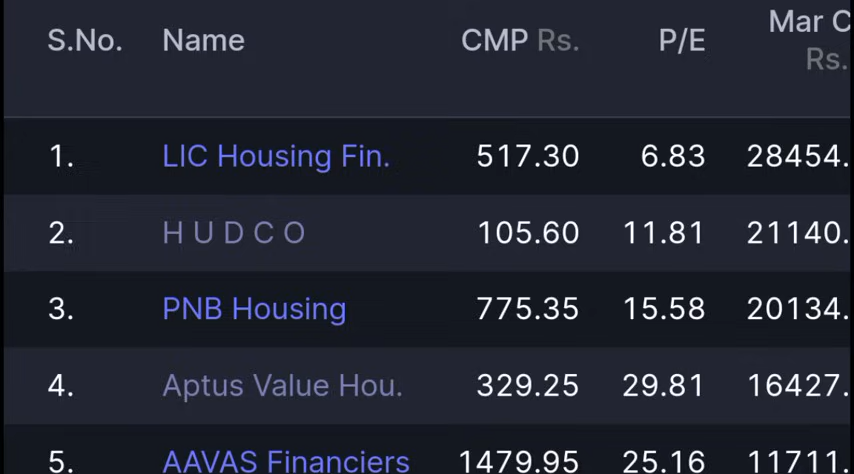 S.No. Name CMP Rs. P/E Mar C
Rs.
1. LIC Housing Fin. 517.30 6.83 28454.
2. H U D C O 105.60 11.81 21140.
3. PNB Housing 775.35 15.58 20134.
4. Aptus Value Hou. 329.25 29.81 16427.
5. AAVAS Financiers 1479.95 25.16 11711.